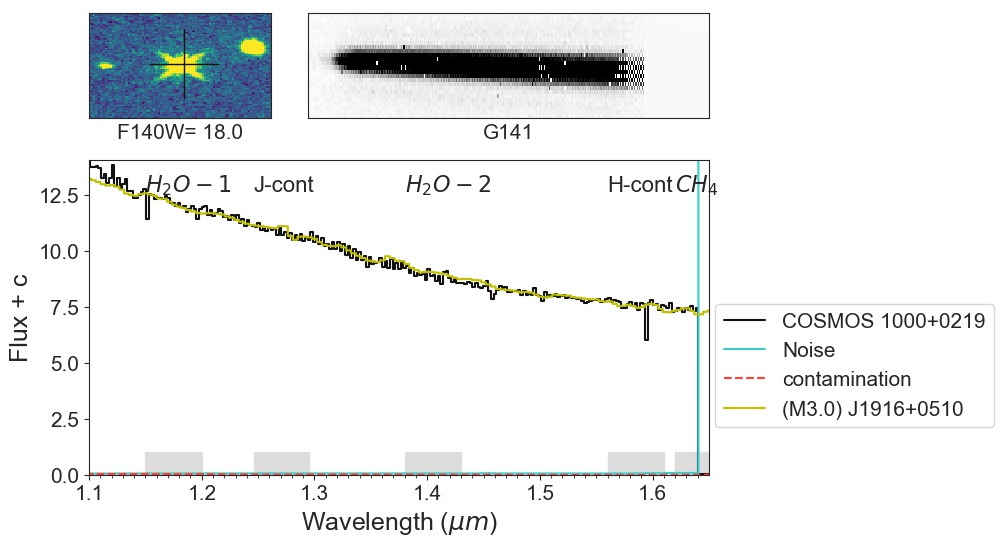 F140W= 18.0
G141
H₂O − 1 J-cont H₂O − 2 H-cont CH₄
12.5
10.0
7.5
5.0
2.5
0.0
Flux + c
1.1 1.2 1.3 1.4 1.5 1.6
Wavelength (μm)
COSMOS 1000+0219
Noise
contamination
(M3.0) J1916+0510